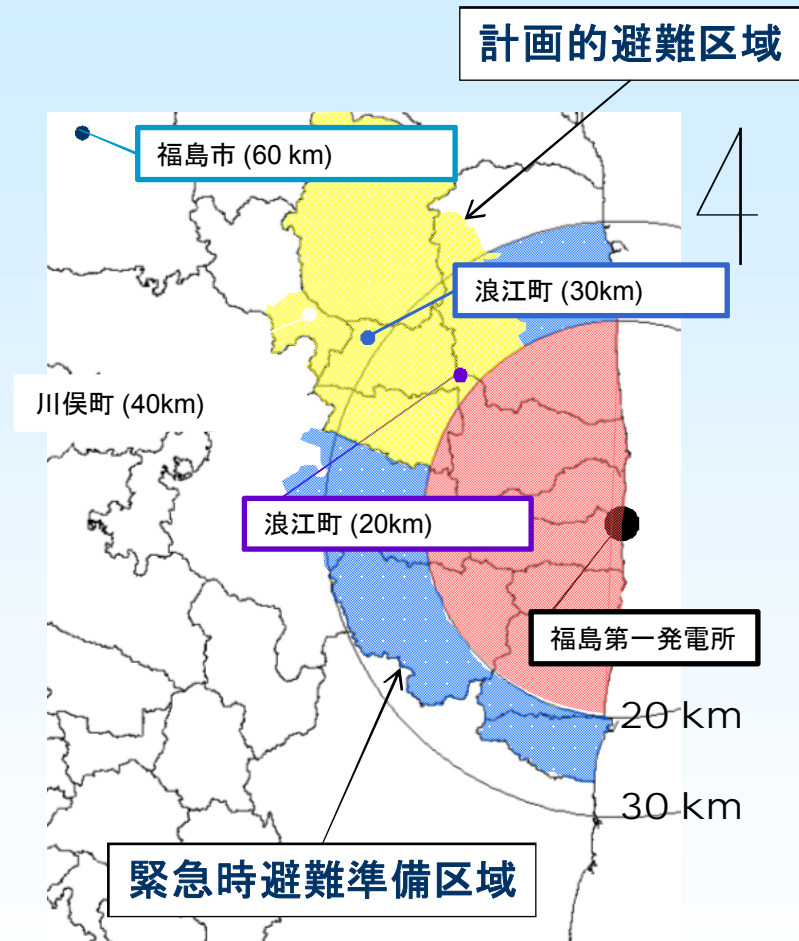 計画的避難区域
福島市 (60 km)
浪江町 (30km)
川俣町 (40km)
浪江町 (20km)
福島第一発電所
20 km
30 km
緊急時避難準備区域